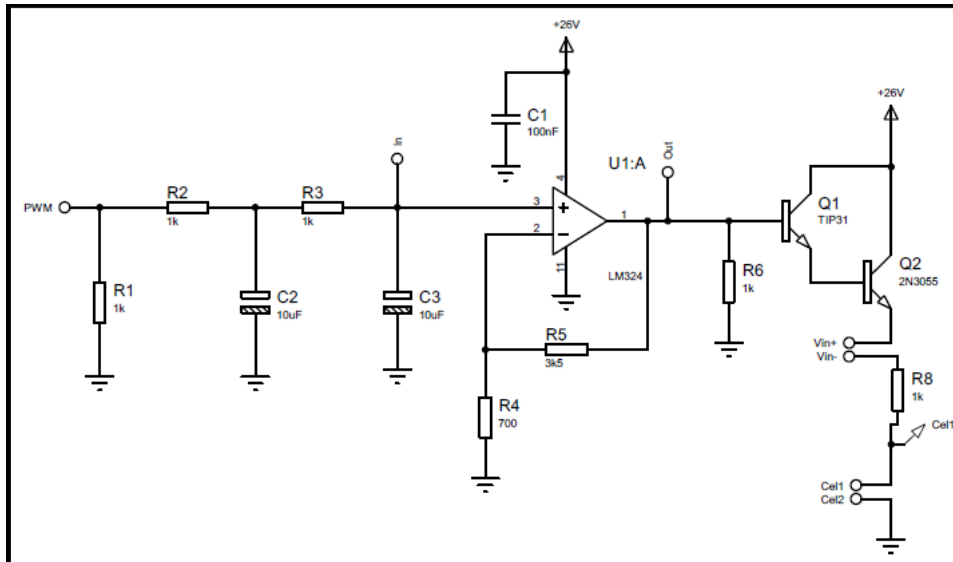 +26V
C1
100nF
+26V
In
U1:A
Out
4
R2
1k
R3
1k
PWM
3
2
1
11
LM324
Q1
TIP31
Q2
2N3055
R1
1k
C2
10uF
C3
10uF
R6
1k
R5
3k5
Vin+
Vin-
R4
700
R8
1k
Cel1
Cel1
Cel2